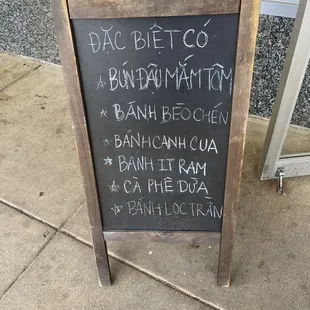 ĐẶC BIỆT CÓ
* BÚN ĐẬU MẮM TÔM
* BÁNH BÈO CHÉN
* BÁNH CANH CUA
* BÁNH ÍT RAM
* CÀ PHÊ DỪA
* BÁNH LỌC TRẦN